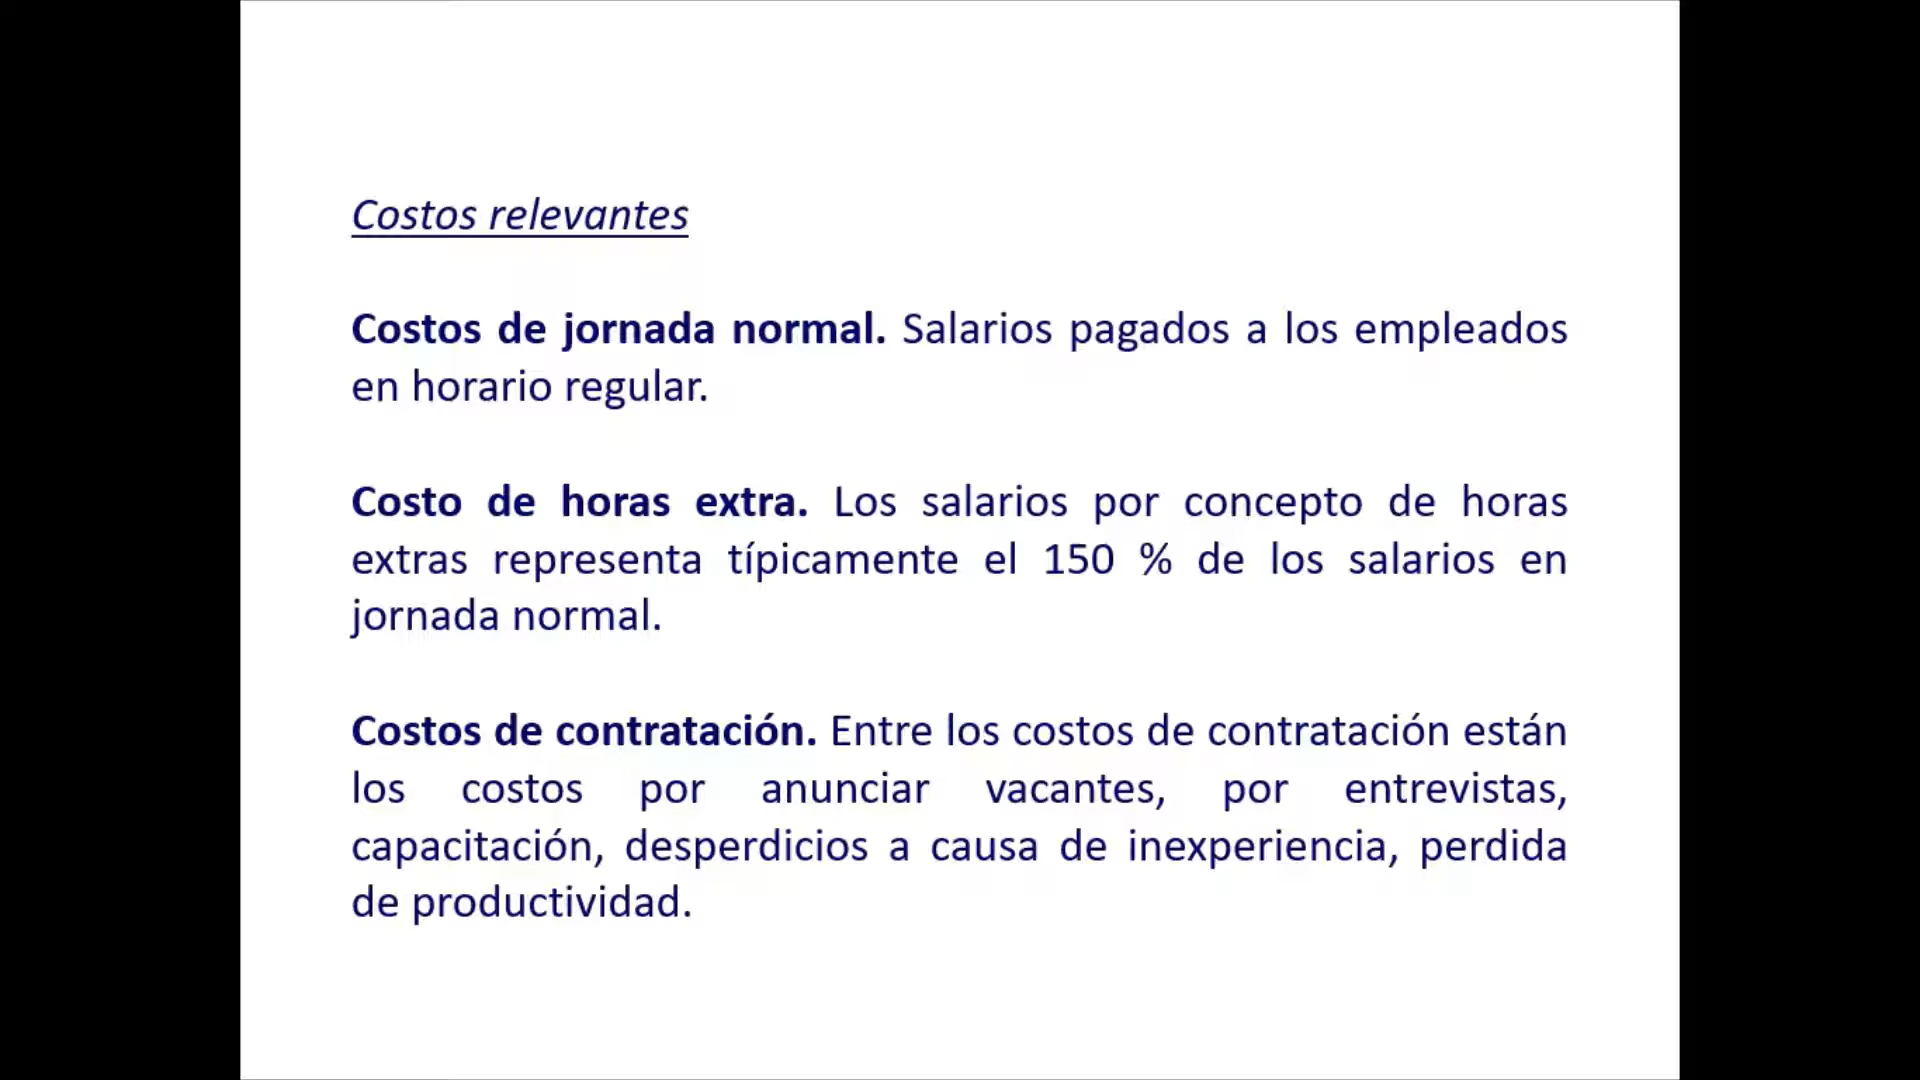 Costos relevantes
Costos de jornada normal. Salarios pagados a los empleados
en horario regular.
Costo de horas extra. Los salarios por concepto de horas
extras representa típicamente el 150 % de los salarios en
jornada normal.
Costos de contratación. Entre los costos de contratación están
los costos por anunciar vacantes, por entrevistas,
capacitación, desperdicios a causa de inexperiencia, perdida
de productividad.